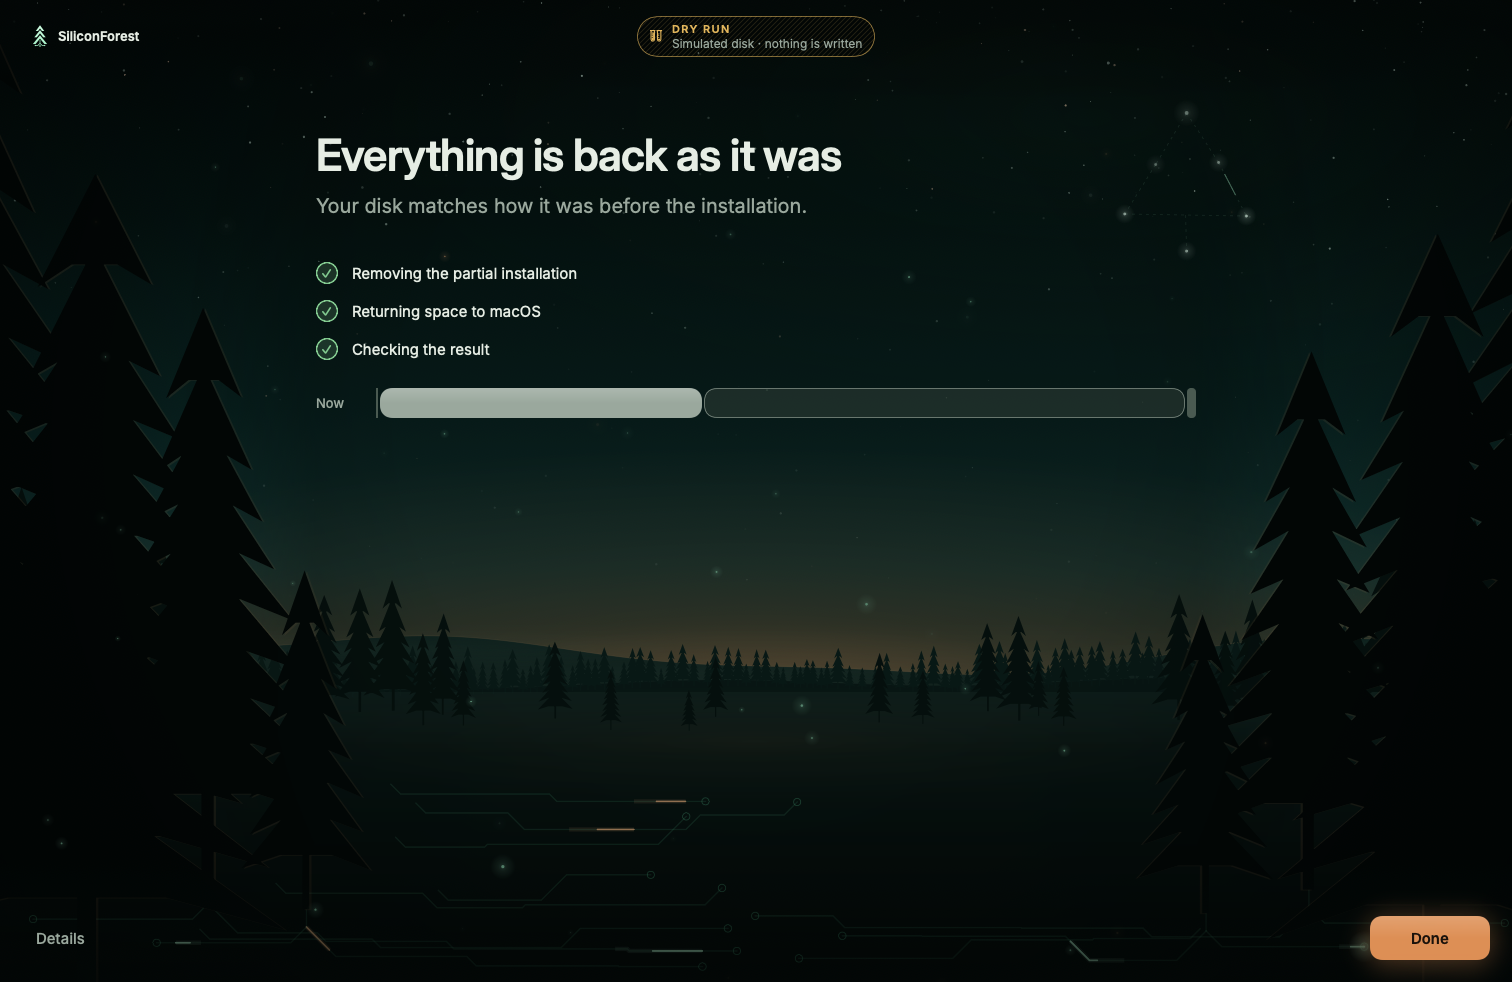 SiliconForest
DRY RUN
Simulated disk · nothing is written
Everything is back as it was
Your disk matches how it was before the installation.
Removing the partial installation
Returning space to macOS
Checking the result
Now
Details
Done